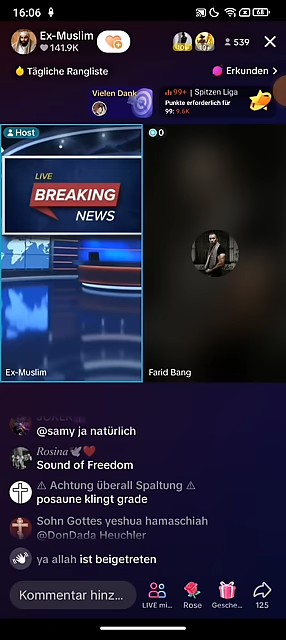 16:06
68
Ex-Muslim
141.9K
539
Tägliche Rangliste
Erkunden >
Vielen Dank
99+ | Spitzen Liga
Punkte erforderlich für
99: 9.6K
Host
0
LIVE
BREAKING
NEWS
Ex-Muslim
Farid Bang
@samy ja natürlich
Rosina
Sound of Freedom
⚠ Achtung überall Spaltung ⚠
posaune klingt grade
Sohn Gottes yeshua hamaschiah
@DonDada Heuchler
ya allah ist beigetreten
Kommentar hinz...
LIVE mi...
Rose
Gesche...
125